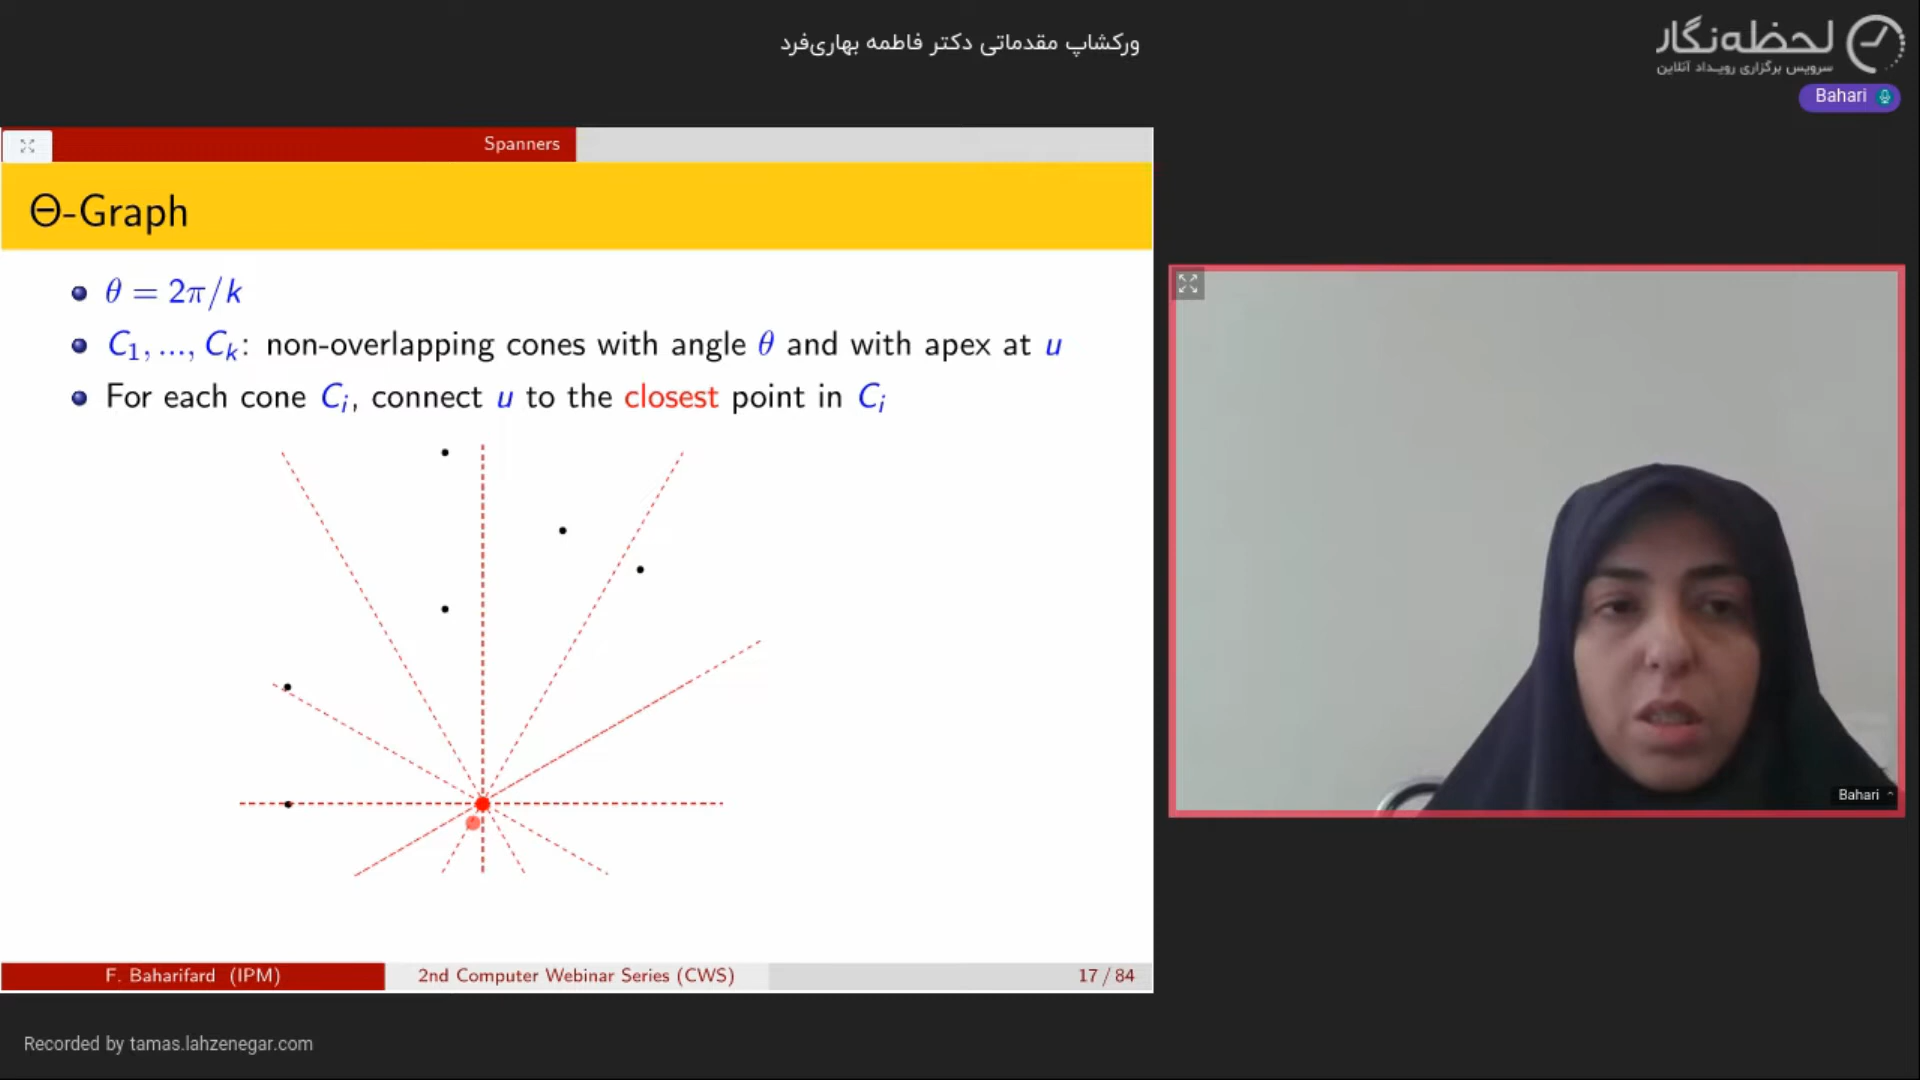 ورکشاپ مقدماتی دکتر فاطمه بهاری‌فرد
لحظه‌نگار
سرویس برگزاری رویداد آنلاین
Bahari
Spanners
Θ-Graph
θ = 2π/k
C₁, ..., Cₖ: non-overlapping cones with angle θ and with apex at u
For each cone Cᵢ, connect u to the closest point in Cᵢ
Bahari
F. Baharifard (IPM) 2nd Computer Webinar Series (CWS) 17 / 84
Recorded by tamas.lahzenegar.com